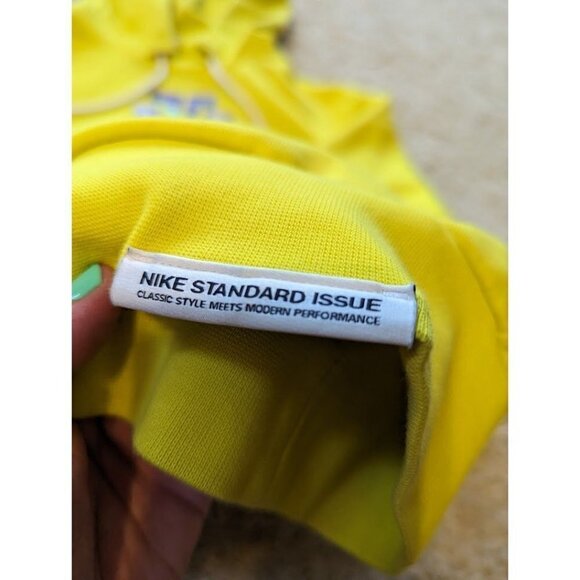 NIKE STANDARD ISSUE
CLASSIC STYLE MEETS MODERN PERFORMANCE